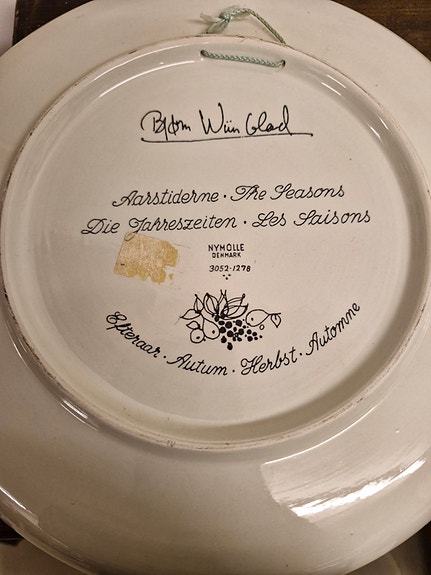 Bjørn Wiinblad
Aarstiderne · The Seasons
Die Jahreszeiten · Les Saisons
NYMØLLE
DENMARK
3052-1278
Efteraar · Autum · Herbst · Automne